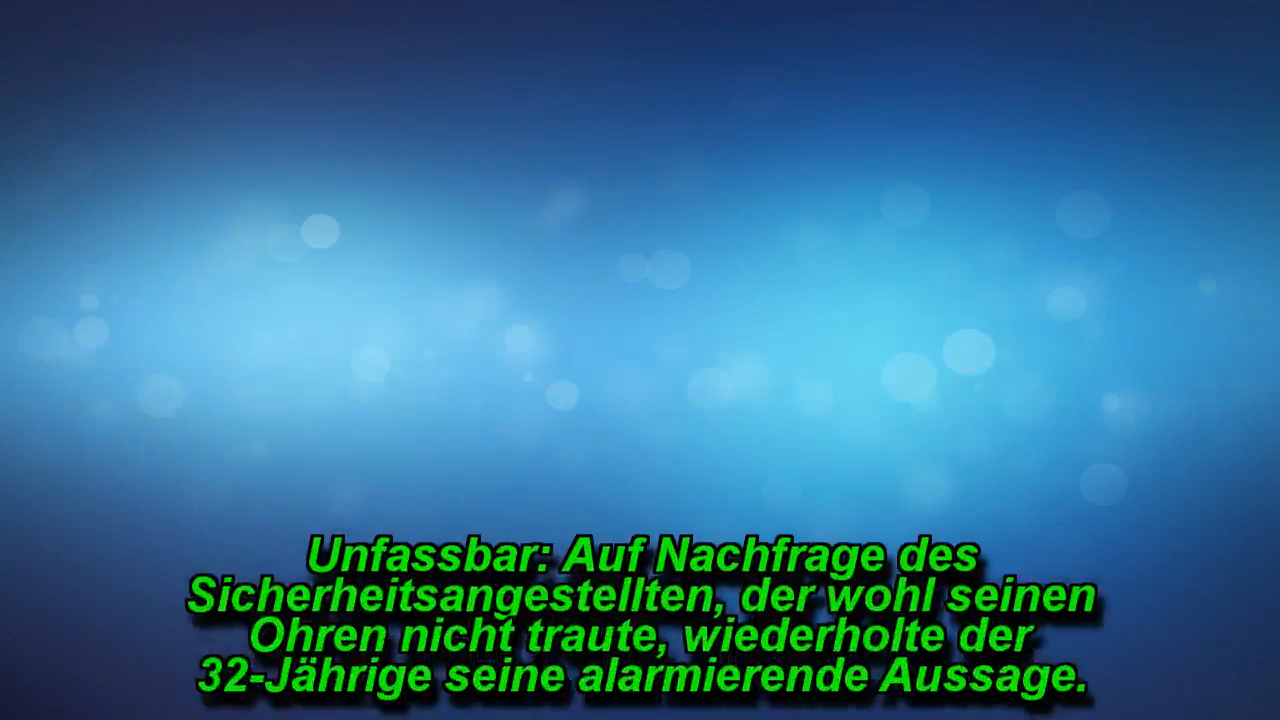 Unfassbar: Auf Nachfrage des
Sicherheitsangestellten, der wohl seinen
Ohren nicht traute, wiederholte der
32-Jährige seine alarmierende Aussage.